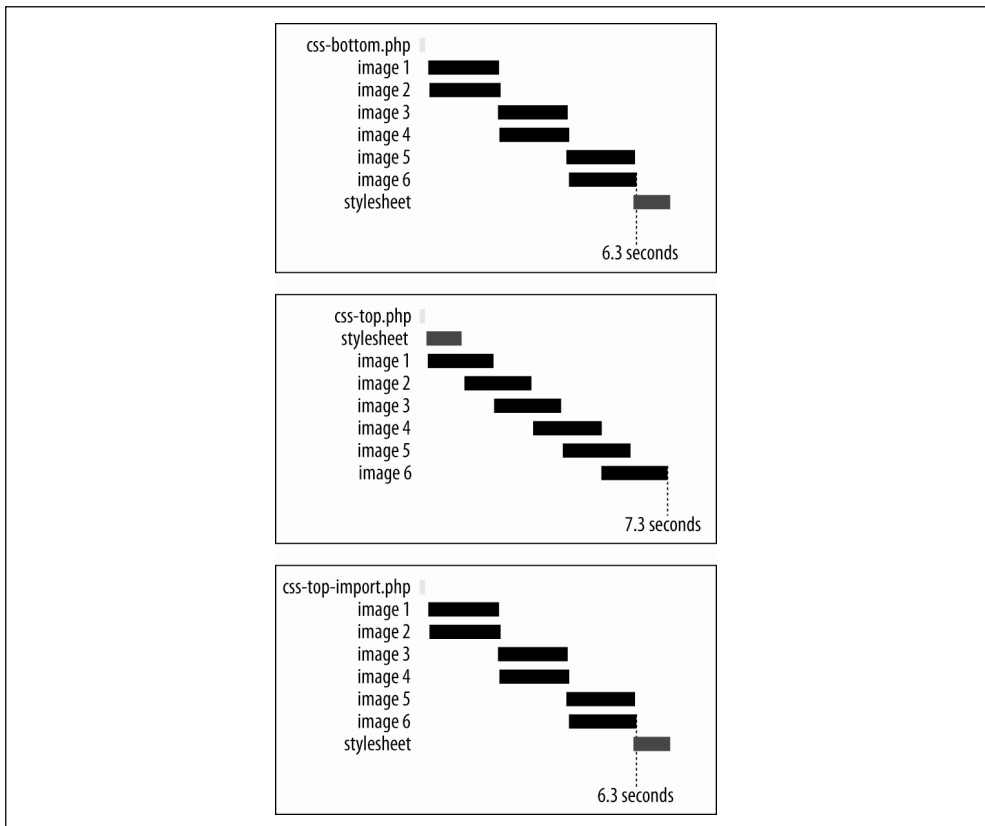 css-bottom.php
image 1
image 2
image 3
image 4
image 5
image 6
stylesheet
6.3 seconds
css-top.php
stylesheet
image 1
image 2
image 3
image 4
image 5
image 6
7.3 seconds
css-top-import.php
image 1
image 2
image 3
image 4
image 5
image 6
stylesheet
6.3 seconds